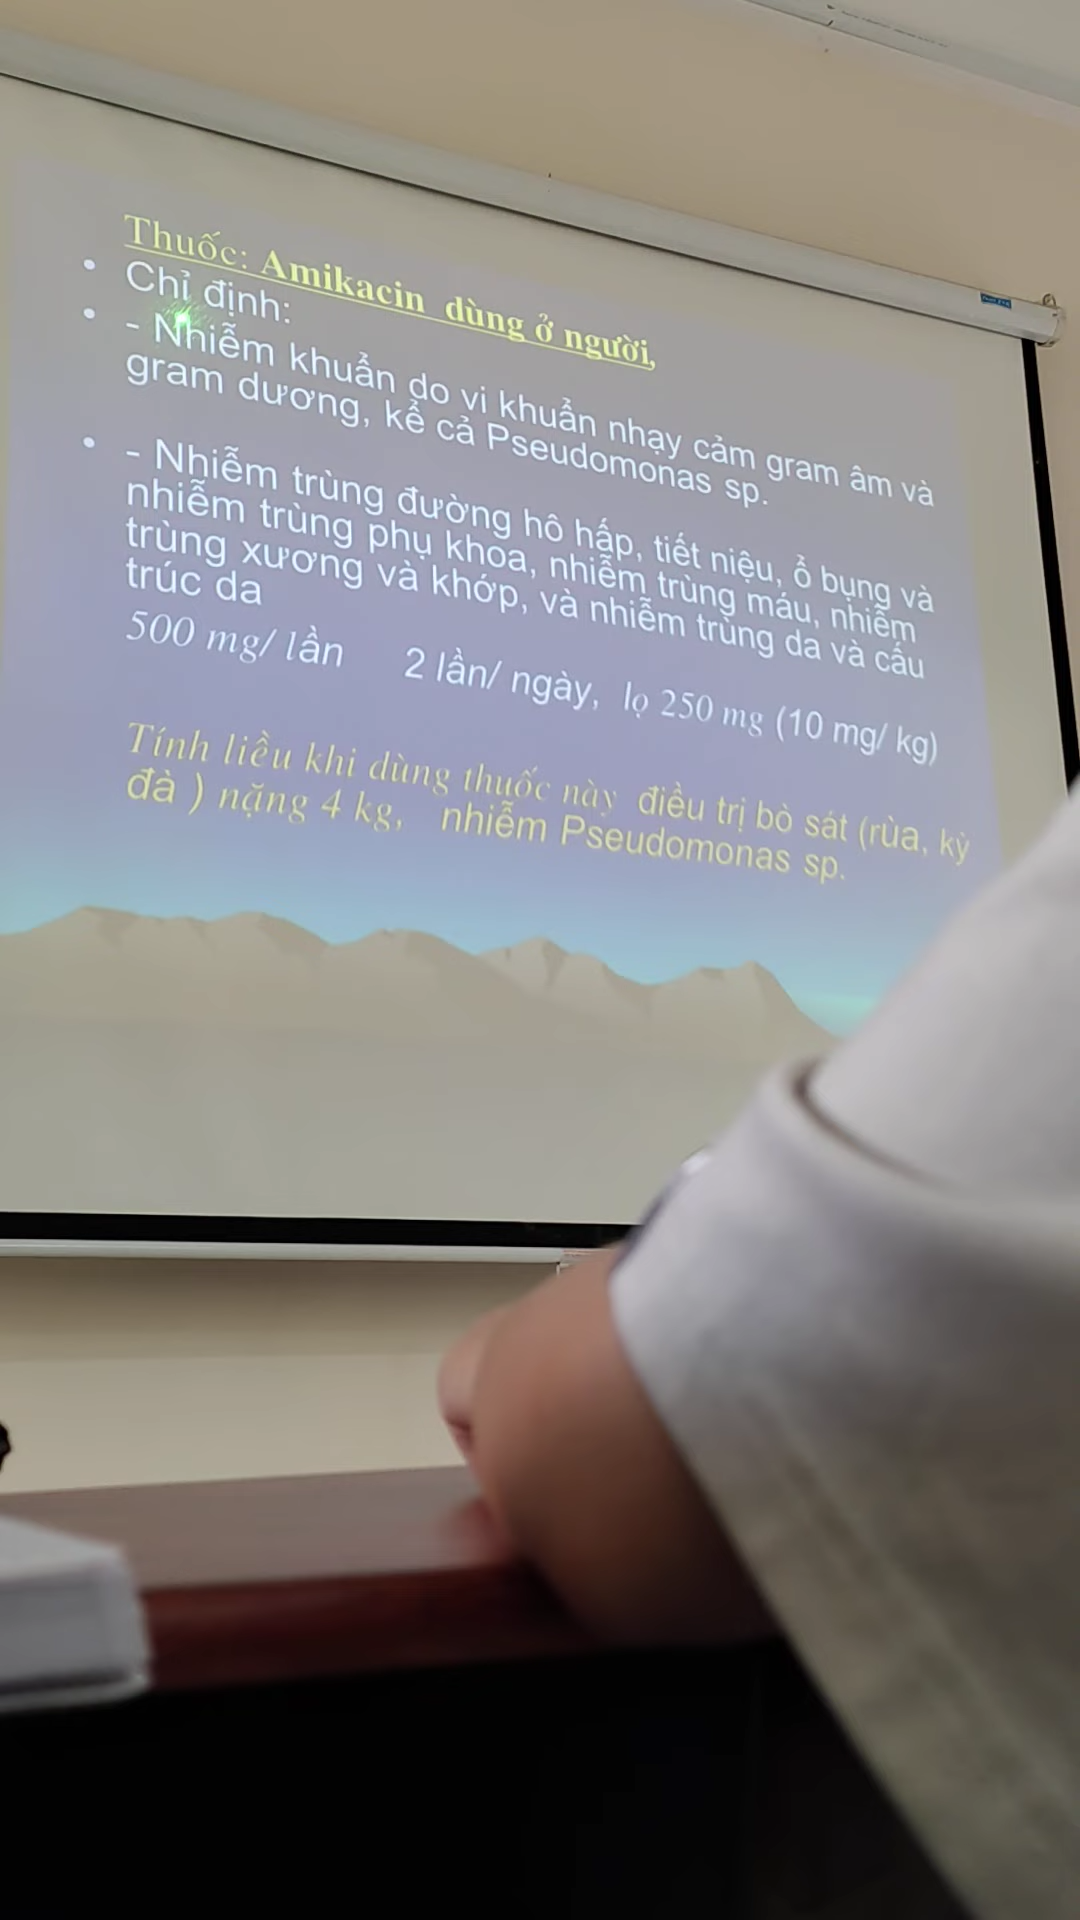 Thuốc: Amikacin dùng ở người,
• Chỉ định:
• - Nhiễm khuẩn do vi khuẩn nhạy cảm gram âm và
gram dương, kể cả Pseudomonas sp.
• - Nhiễm trùng đường hô hấp, tiết niệu, ổ bụng và
nhiễm trùng phụ khoa, nhiễm trùng máu, nhiễm
trùng xương và khớp, và nhiễm trùng da và cấu
trúc da
500 mg/ lần 2 lần/ ngày, lọ 250 mg (10 mg/ kg)
Tính liều khi dùng thuốc này điều trị bò sát (rùa, kỳ
đà ) nặng 4 kg, nhiễm Pseudomonas sp.